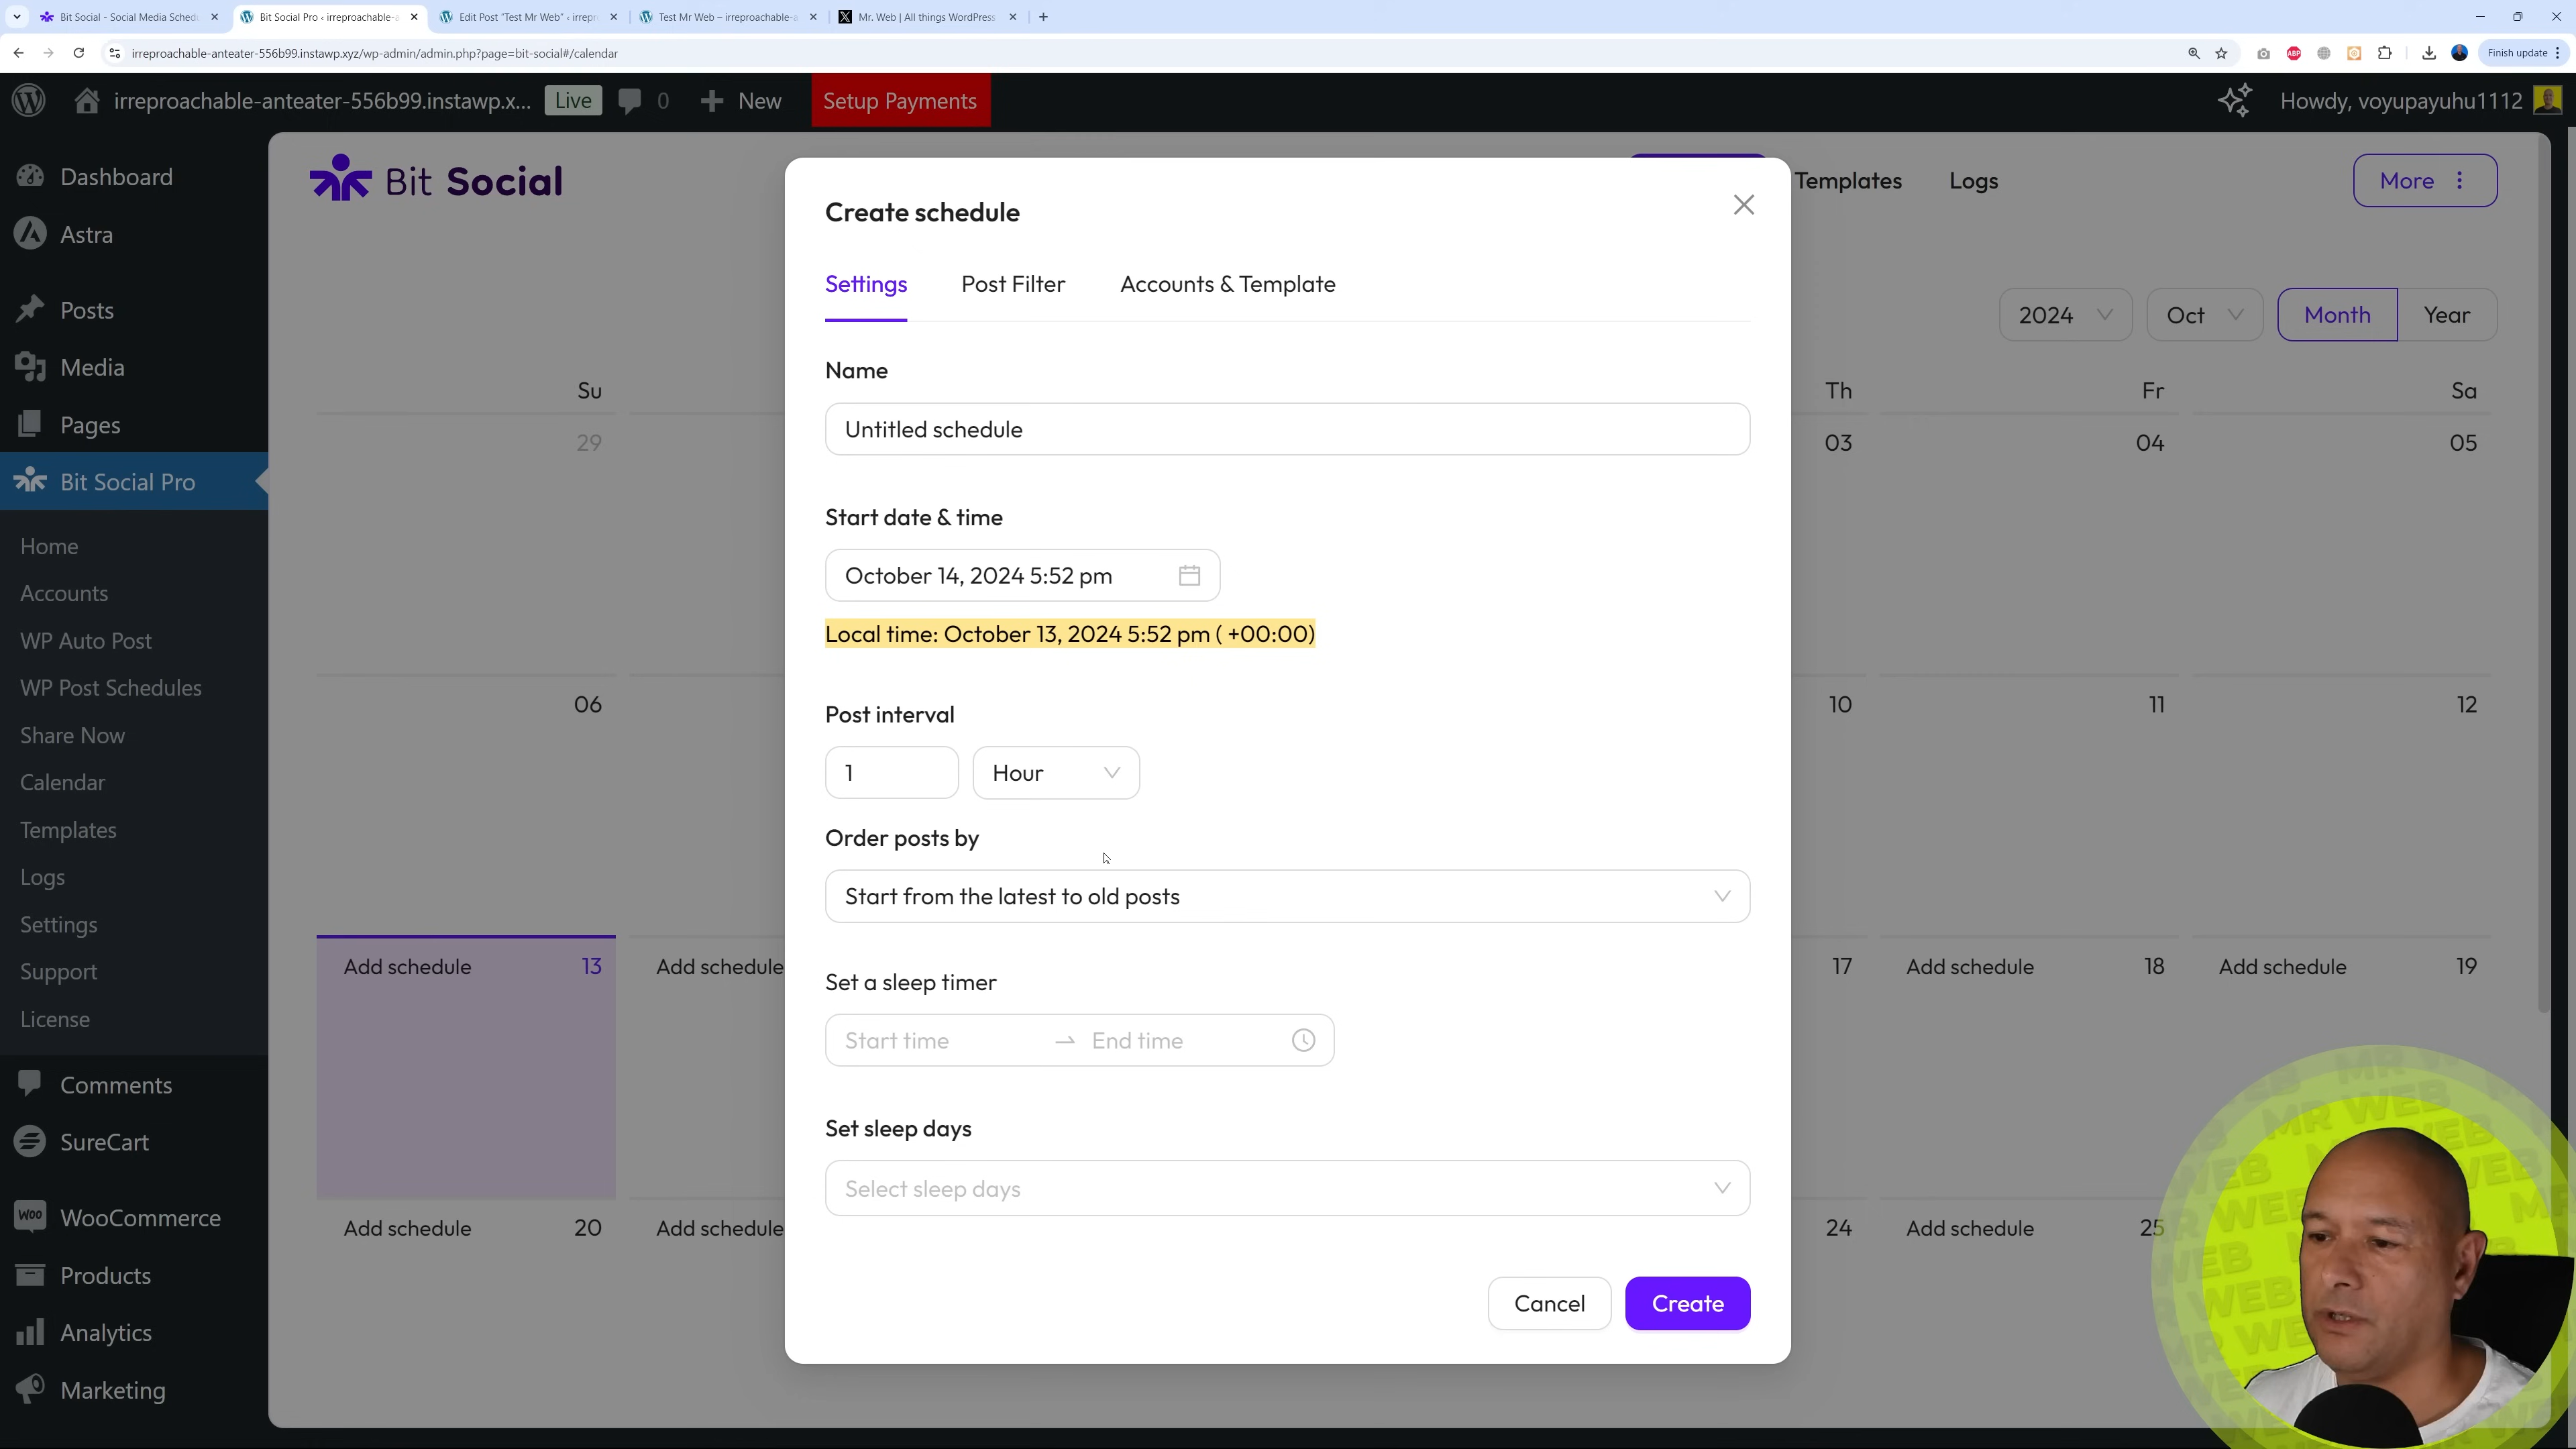 Bit Social - Social Media Sched
Bit Social Pro ‹ irreproachable-a
Edit Post "Test Mr Web" ‹ irrepr
Test Mr Web – irreproachable-a
Mr. Web | All things WordPress
irreproachable-anteater-556b99.instawp.xyz/wp-admin/admin.php?page=bit-social#/calendar
ABP
Finish update
irreproachable-anteater-556b99.instawp.x...
Live
0
New
Setup Payments
Howdy, voyupayuhu1112
Dashboard
Astra
Posts
Media
Pages
Bit Social Pro
Home
Accounts
WP Auto Post
WP Post Schedules
Share Now
Calendar
Templates
Logs
Settings
Support
License
Comments
SureCart
WOO WooCommerce
Products
Analytics
Marketing
Bit Social
Templates
Logs
More
2024
Oct
Month
Year
Su
Th
Fr
Sa
29
03
04
05
06
10
11
12
Add schedule 13
Add schedule
17
Add schedule 18
Add schedule 19
Add schedule 20
Add schedule
24
Add schedule 25
Create schedule
Settings
Post Filter
Accounts & Template
Name
Untitled schedule
Start date & time
October 14, 2024 5:52 pm
Local time: October 13, 2024 5:52 pm ( +00:00)
Post interval
1
Hour
Order posts by
Start from the latest to old posts
Set a sleep timer
Start time
End time
Set sleep days
Select sleep days
Cancel
Create
MR WEB